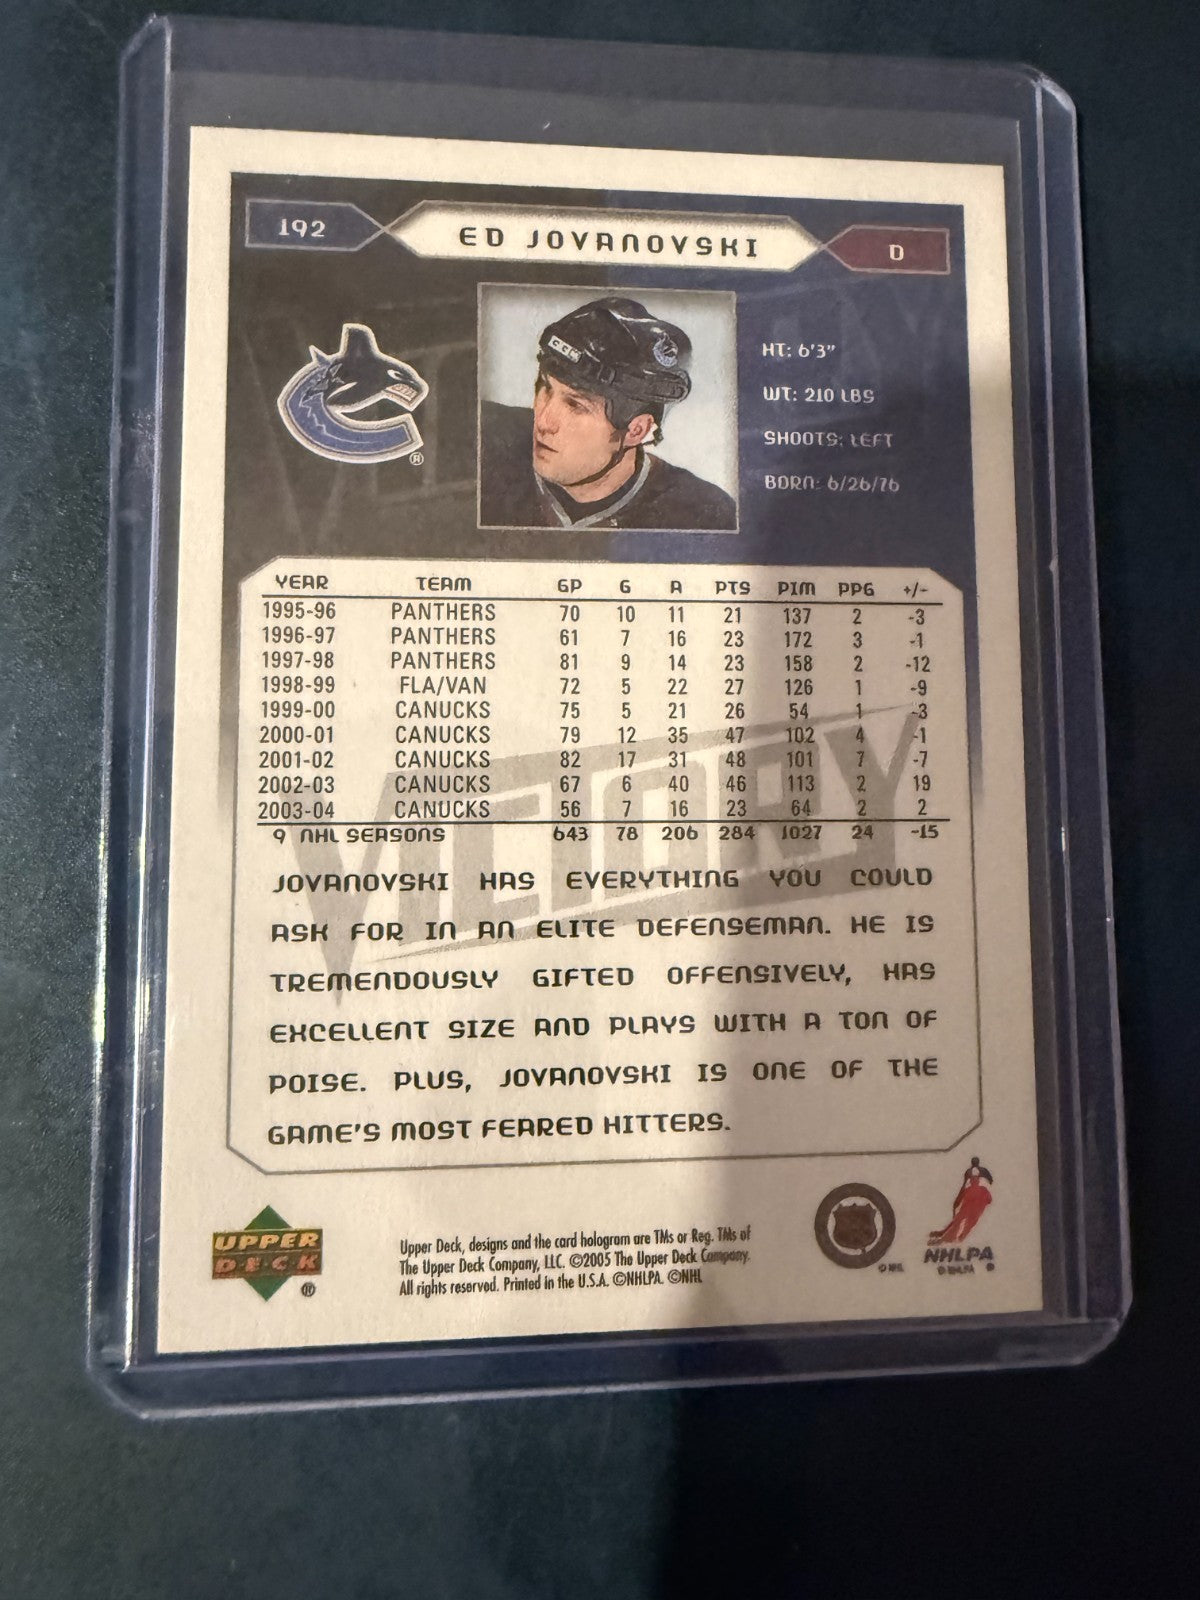 192 ED JOVANOVSKI D
CCM
HT: 6'3"
WT: 210 LBS
SHOOTS: LEFT
BORN: 6/26/76
®
YEAR TEAM GP G A PTS PIM PPG +/-
1995-96 PANTHERS 70 10 11 21 137 2 -3
1996-97 PANTHERS 61 7 16 23 172 3 -1
1997-98 PANTHERS 81 9 14 23 158 2 -12
1998-99 FLA/VAN 72 5 22 27 126 1 -9
1999-00 CANUCKS 75 5 21 26 54 1 -3
2000-01 CANUCKS 79 12 35 47 102 4 -1
2001-02 CANUCKS 82 17 31 48 101 7 -7
2002-03 CANUCKS 67 6 40 46 113 2 19
2003-04 CANUCKS 56 7 16 23 64 2 2
9 NHL SEASONS 643 78 206 284 1027 24 -15
VICTORY
JOVANOVSKI HAS EVERYTHING YOU COULD
ASK FOR IN AN ELITE DEFENSEMAN. HE IS
TREMENDOUSLY GIFTED OFFENSIVELY, HAS
EXCELLENT SIZE AND PLAYS WITH A TON OF
POISE. PLUS, JOVANOVSKI IS ONE OF THE
GAME'S MOST FEARED HITTERS.
UPPER
DECK
®
Upper Deck, designs and the card hologram are TMs or Reg. TMs of
The Upper Deck Company, LLC. ©2005 The Upper Deck Company.
All rights reserved. Printed in the U.S.A. ©NHLPA. ©NHL
© NHL
NHLPA
© NHLPA ®